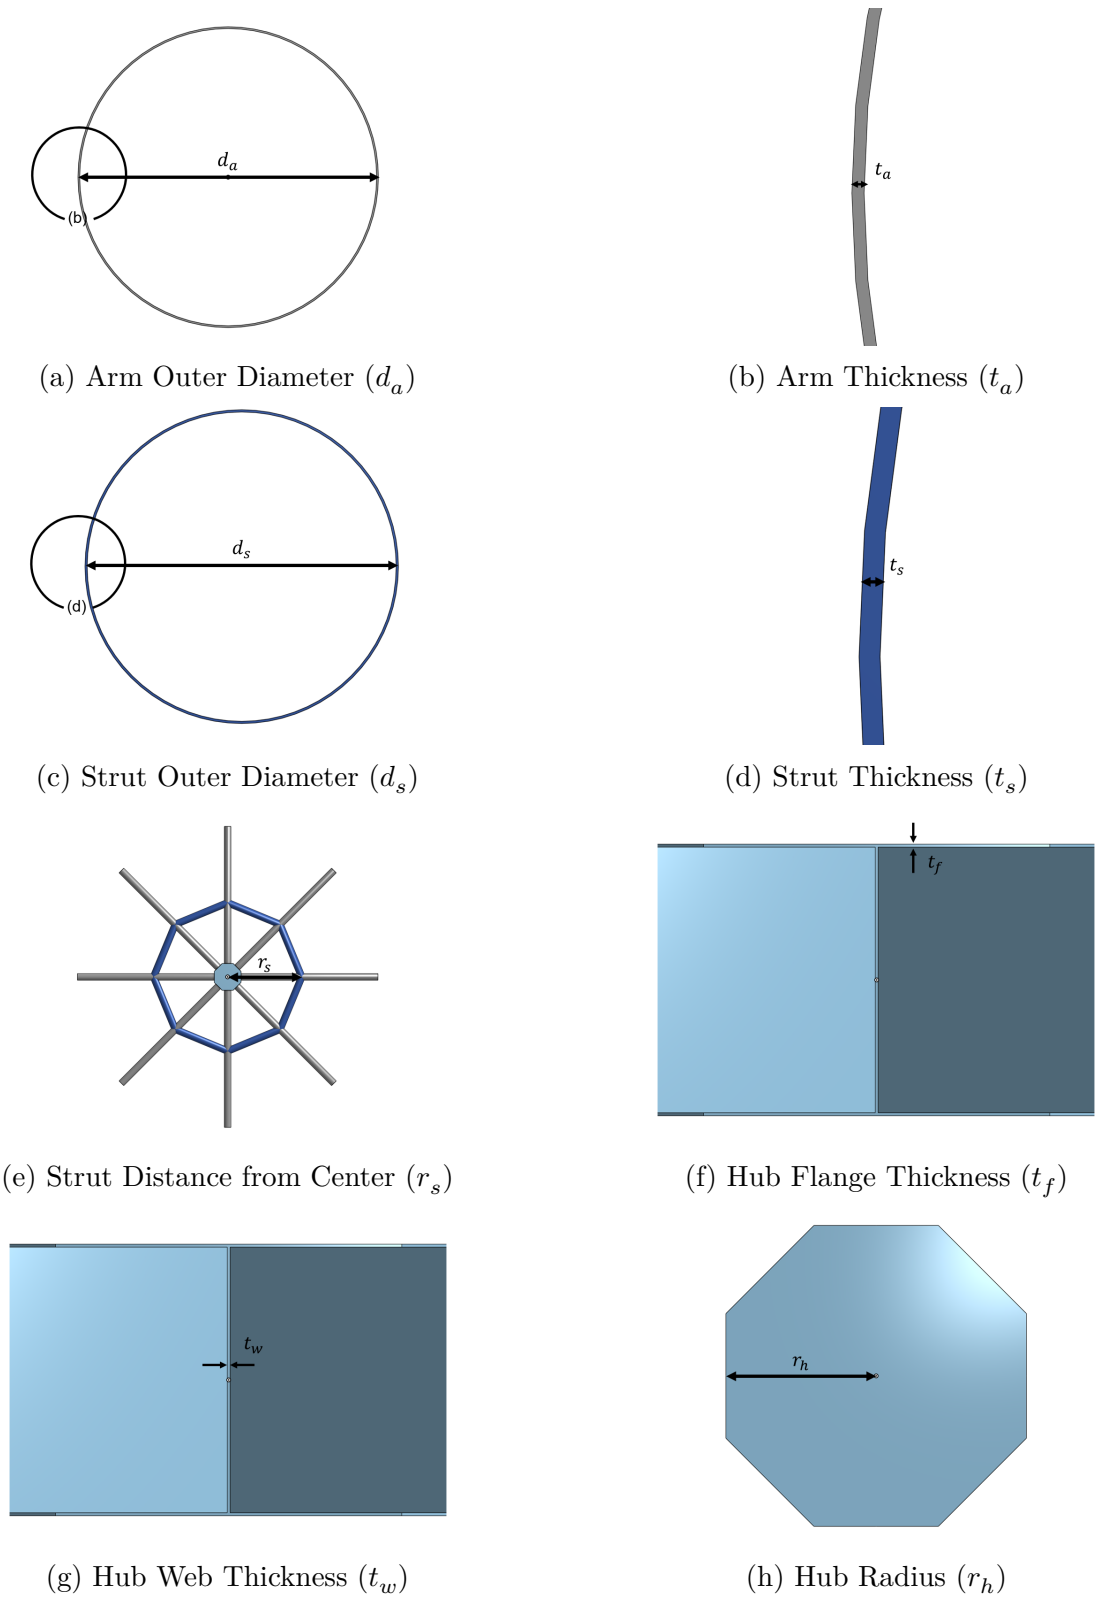 d_a
(b)
t_a
(a) Arm Outer Diameter (d_a)
(b) Arm Thickness (t_a)
d_s
(d)
t_s
(c) Strut Outer Diameter (d_s)
(d) Strut Thickness (t_s)
r_s
t_f
(e) Strut Distance from Center (r_s)
(f) Hub Flange Thickness (t_f)
t_w
r_h
(g) Hub Web Thickness (t_w)
(h) Hub Radius (r_h)